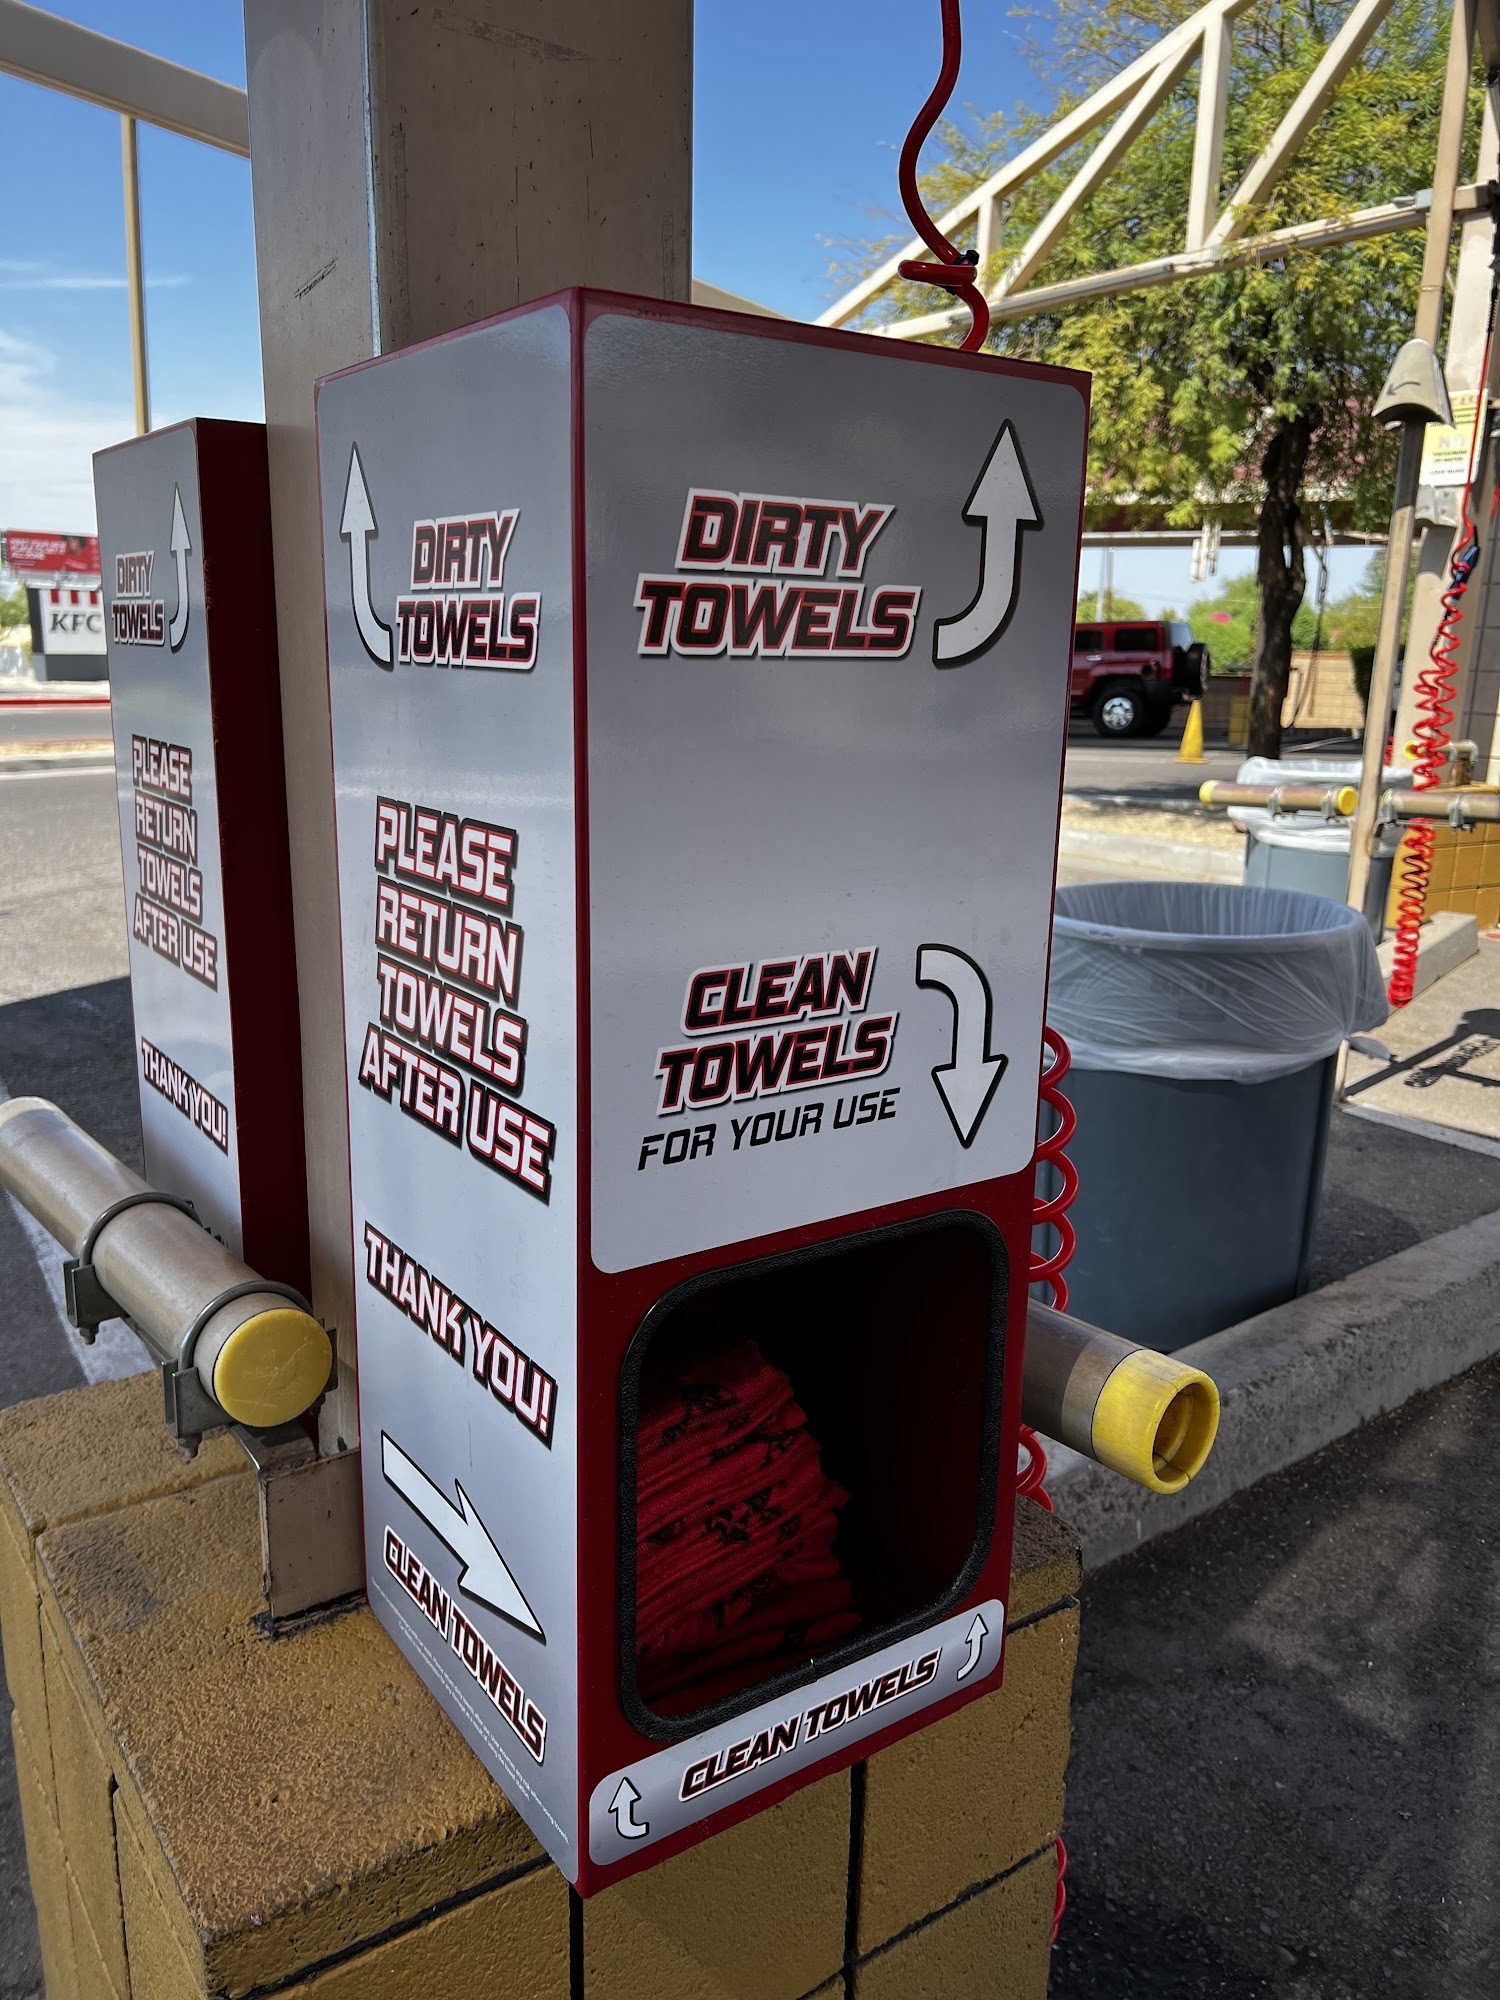 DIRTY
TOWELS
PLEASE
RETURN
TOWELS
AFTER USE
THANK YOU!
KFC
DIRTY
TOWELS
PLEASE
RETURN
TOWELS
AFTER USE
THANK YOU!
CLEAN TOWELS
DIRTY
TOWELS
CLEAN
TOWELS
FOR YOUR USE
CLEAN TOWELS